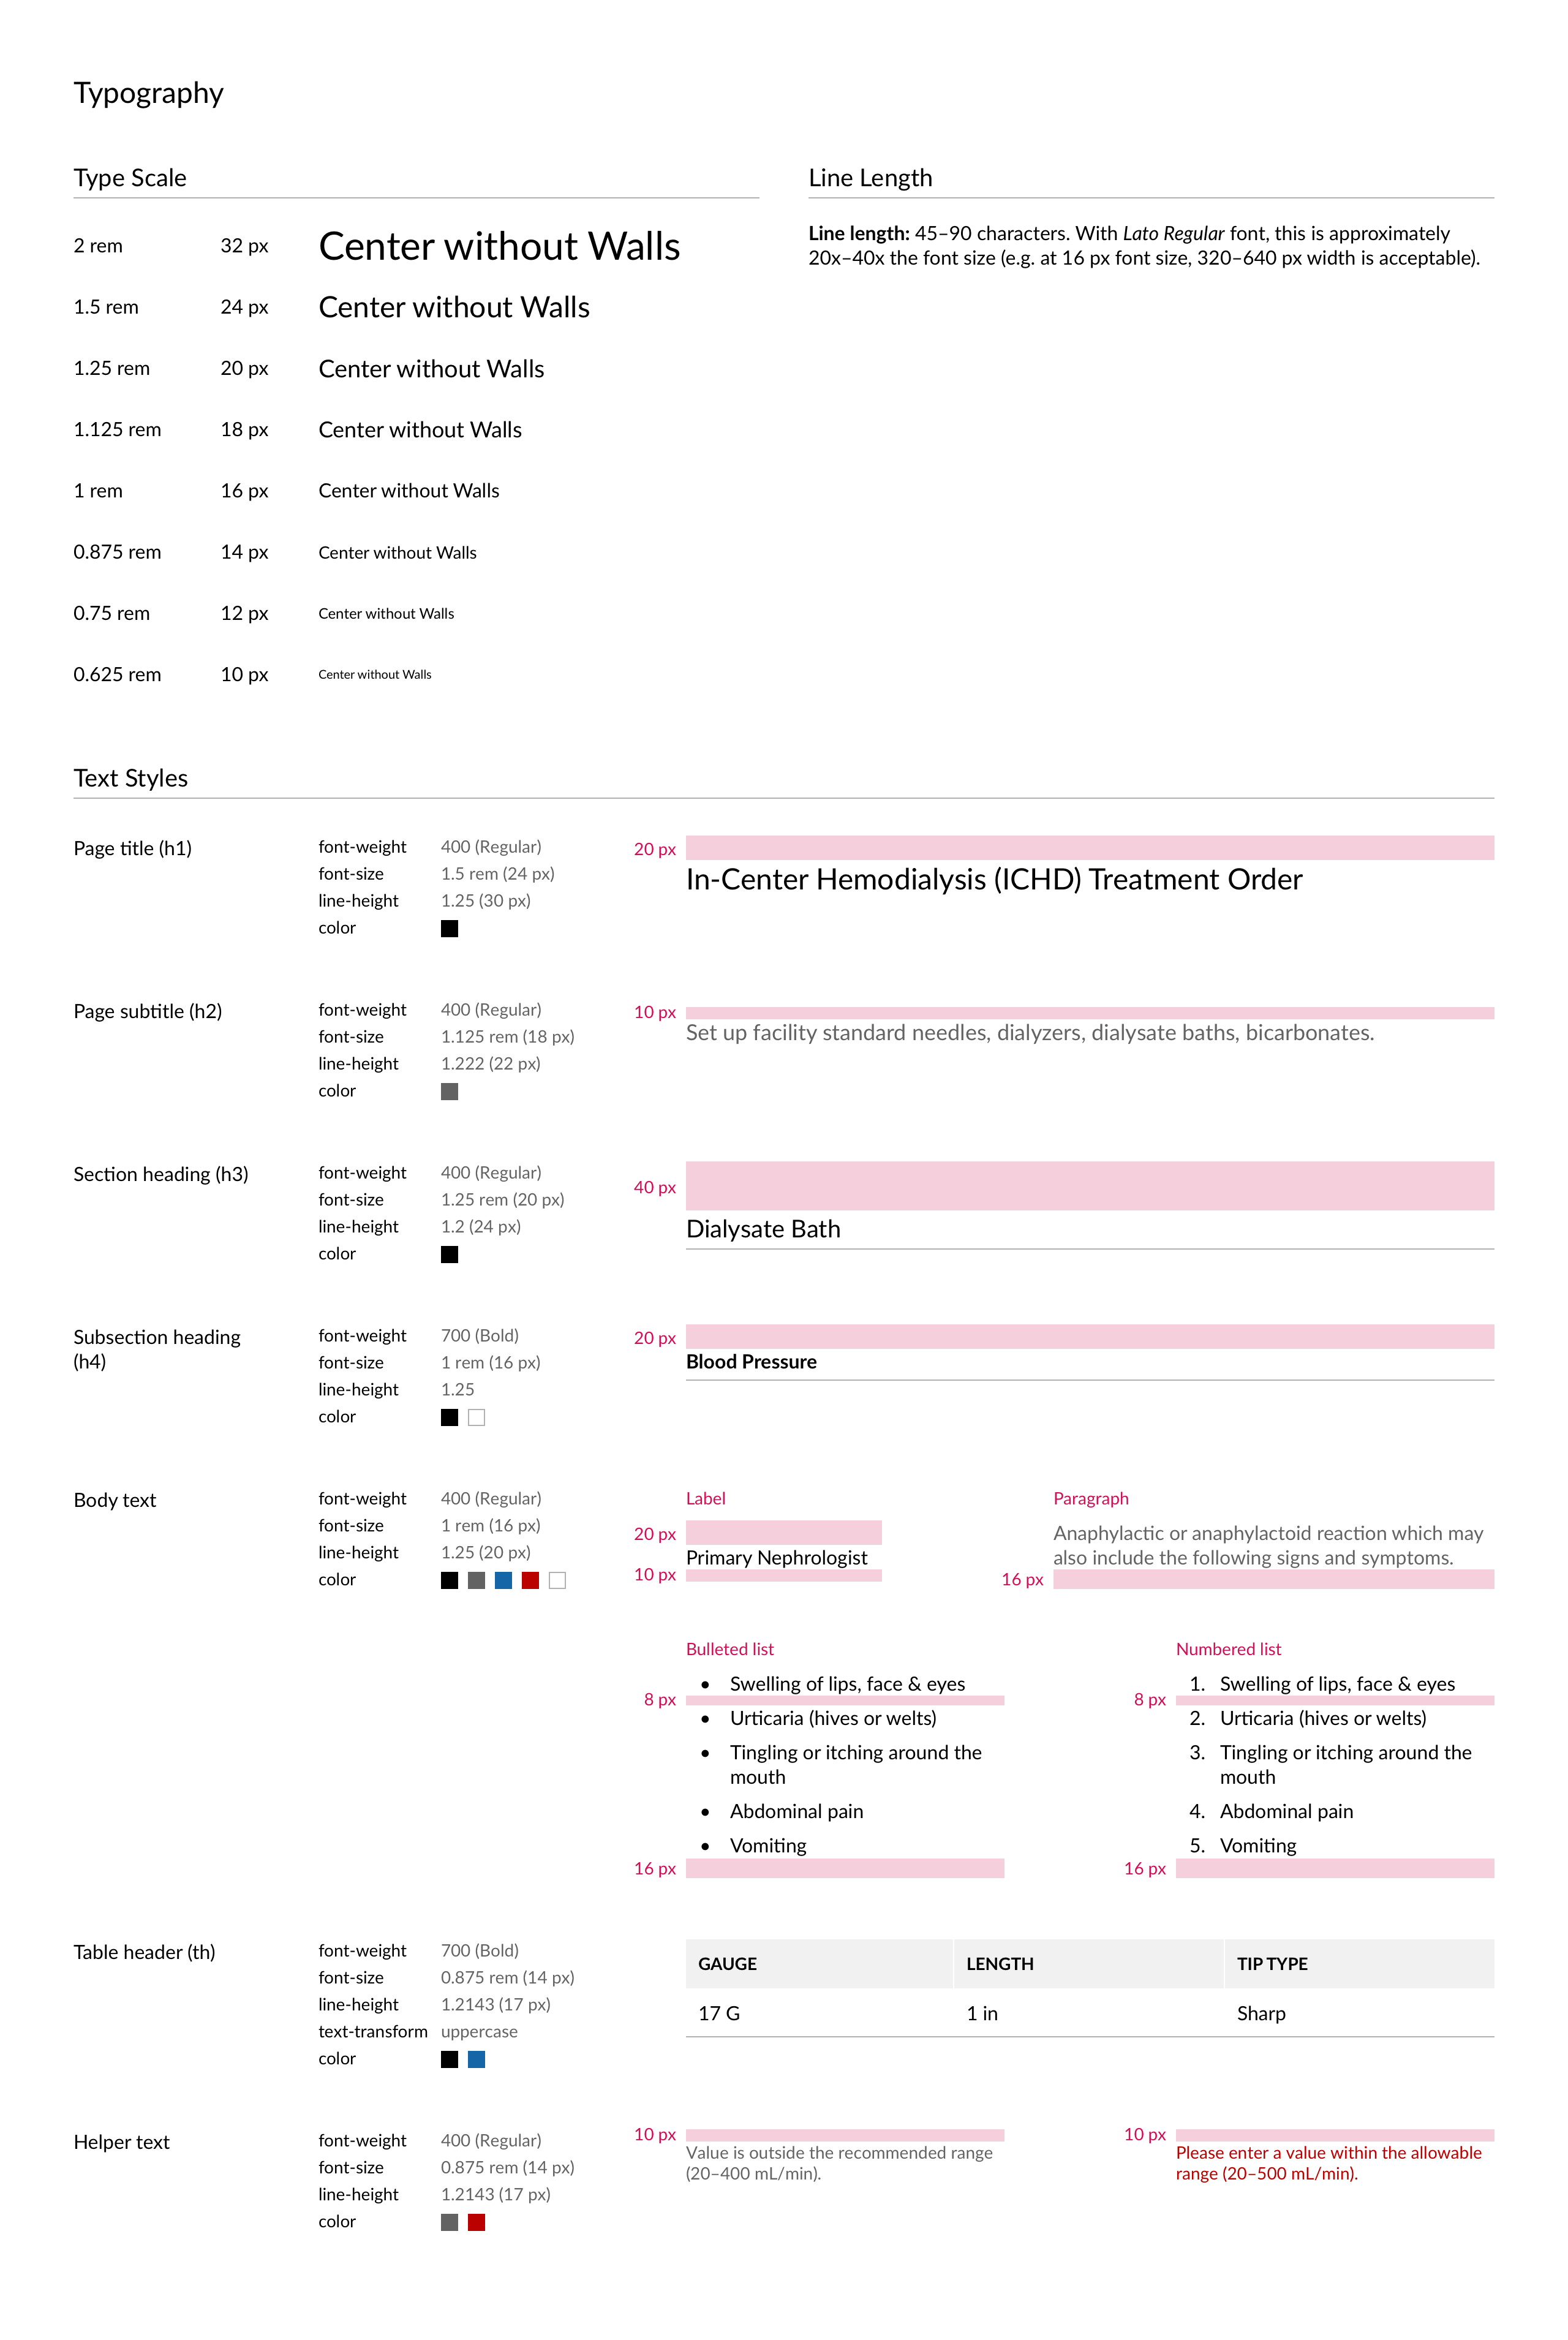 Typography
Type Scale
2 rem 32 px Center without Walls
1.5 rem 24 px Center without Walls
1.25 rem 20 px Center without Walls
1.125 rem 18 px Center without Walls
1 rem 16 px Center without Walls
0.875 rem 14 px Center without Walls
0.75 rem 12 px Center without Walls
0.625 rem 10 px Center without Walls
Line Length
Line length: 45–90 characters. With Lato Regular font, this is approximately
20x–40x the font size (e.g. at 16 px font size, 320–640 px width is acceptable).
Text Styles
Page title (h1)
font-weight 400 (Regular)
font-size 1.5 rem (24 px)
line-height 1.25 (30 px)
color
20 px
In-Center Hemodialysis (ICHD) Treatment Order
Page subtitle (h2)
font-weight 400 (Regular)
font-size 1.125 rem (18 px)
line-height 1.222 (22 px)
color
10 px
Set up facility standard needles, dialyzers, dialysate baths, bicarbonates.
Section heading (h3)
font-weight 400 (Regular)
font-size 1.25 rem (20 px)
line-height 1.2 (24 px)
color
40 px
Dialysate Bath
Subsection heading
(h4)
font-weight 700 (Bold)
font-size 1 rem (16 px)
line-height 1.25
color
20 px
Blood Pressure
Body text
font-weight 400 (Regular)
font-size 1 rem (16 px)
line-height 1.25 (20 px)
color
Label
20 px
Primary Nephrologist
10 px
Paragraph
Anaphylactic or anaphylactoid reaction which may
also include the following signs and symptoms.
16 px
Bulleted list
• Swelling of lips, face & eyes
8 px
• Urticaria (hives or welts)
• Tingling or itching around the
mouth
• Abdominal pain
• Vomiting
16 px
Numbered list
1. Swelling of lips, face & eyes
8 px
2. Urticaria (hives or welts)
3. Tingling or itching around the
mouth
4. Abdominal pain
5. Vomiting
16 px
Table header (th)
font-weight 700 (Bold)
font-size 0.875 rem (14 px)
line-height 1.2143 (17 px)
text-transform uppercase
color
GAUGE LENGTH TIP TYPE
17 G 1 in Sharp
Helper text
font-weight 400 (Regular)
font-size 0.875 rem (14 px)
line-height 1.2143 (17 px)
color
10 px
Value is outside the recommended range
(20–400 mL/min).
10 px
Please enter a value within the allowable
range (20–500 mL/min).